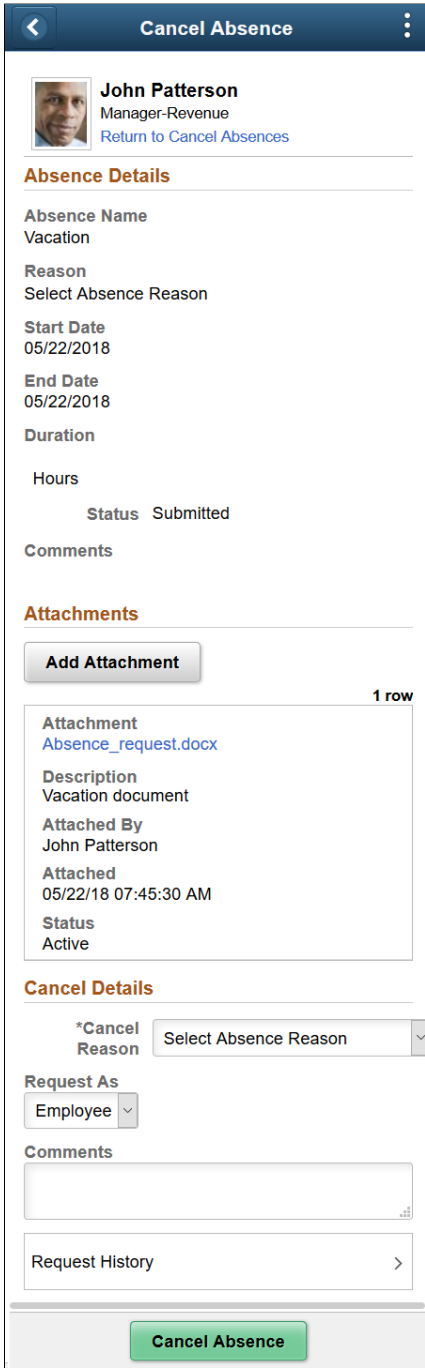 Cancel Absence
John Patterson
Manager-Revenue
Return to Cancel Absences
Absence Details
Absence Name
Vacation
Reason
Select Absence Reason
Start Date
05/22/2018
End Date
05/22/2018
Duration
Hours
Status Submitted
Comments
Attachments
Add Attachment
1 row
Attachment
Absence_request.docx
Description
Vacation document
Attached By
John Patterson
Attached
05/22/18 07:45:30 AM
Status
Active
Cancel Details
*Cancel
Reason
Select Absence Reason
Request As
Employee
Comments
Request History
Cancel Absence